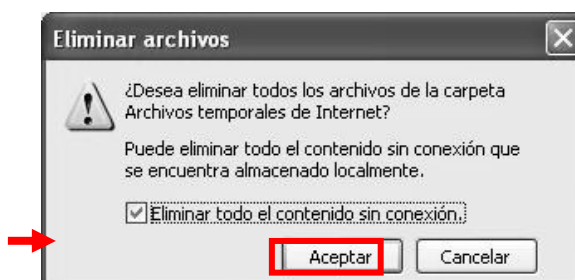 Eliminar archivos
¿Desea eliminar todos los archivos de la carpeta
Archivos temporales de Internet?
Puede eliminar todo el contenido sin conexión que
se encuentra almacenado localmente.
Eliminar todo el contenido sin conexión.
Aceptar
Cancelar